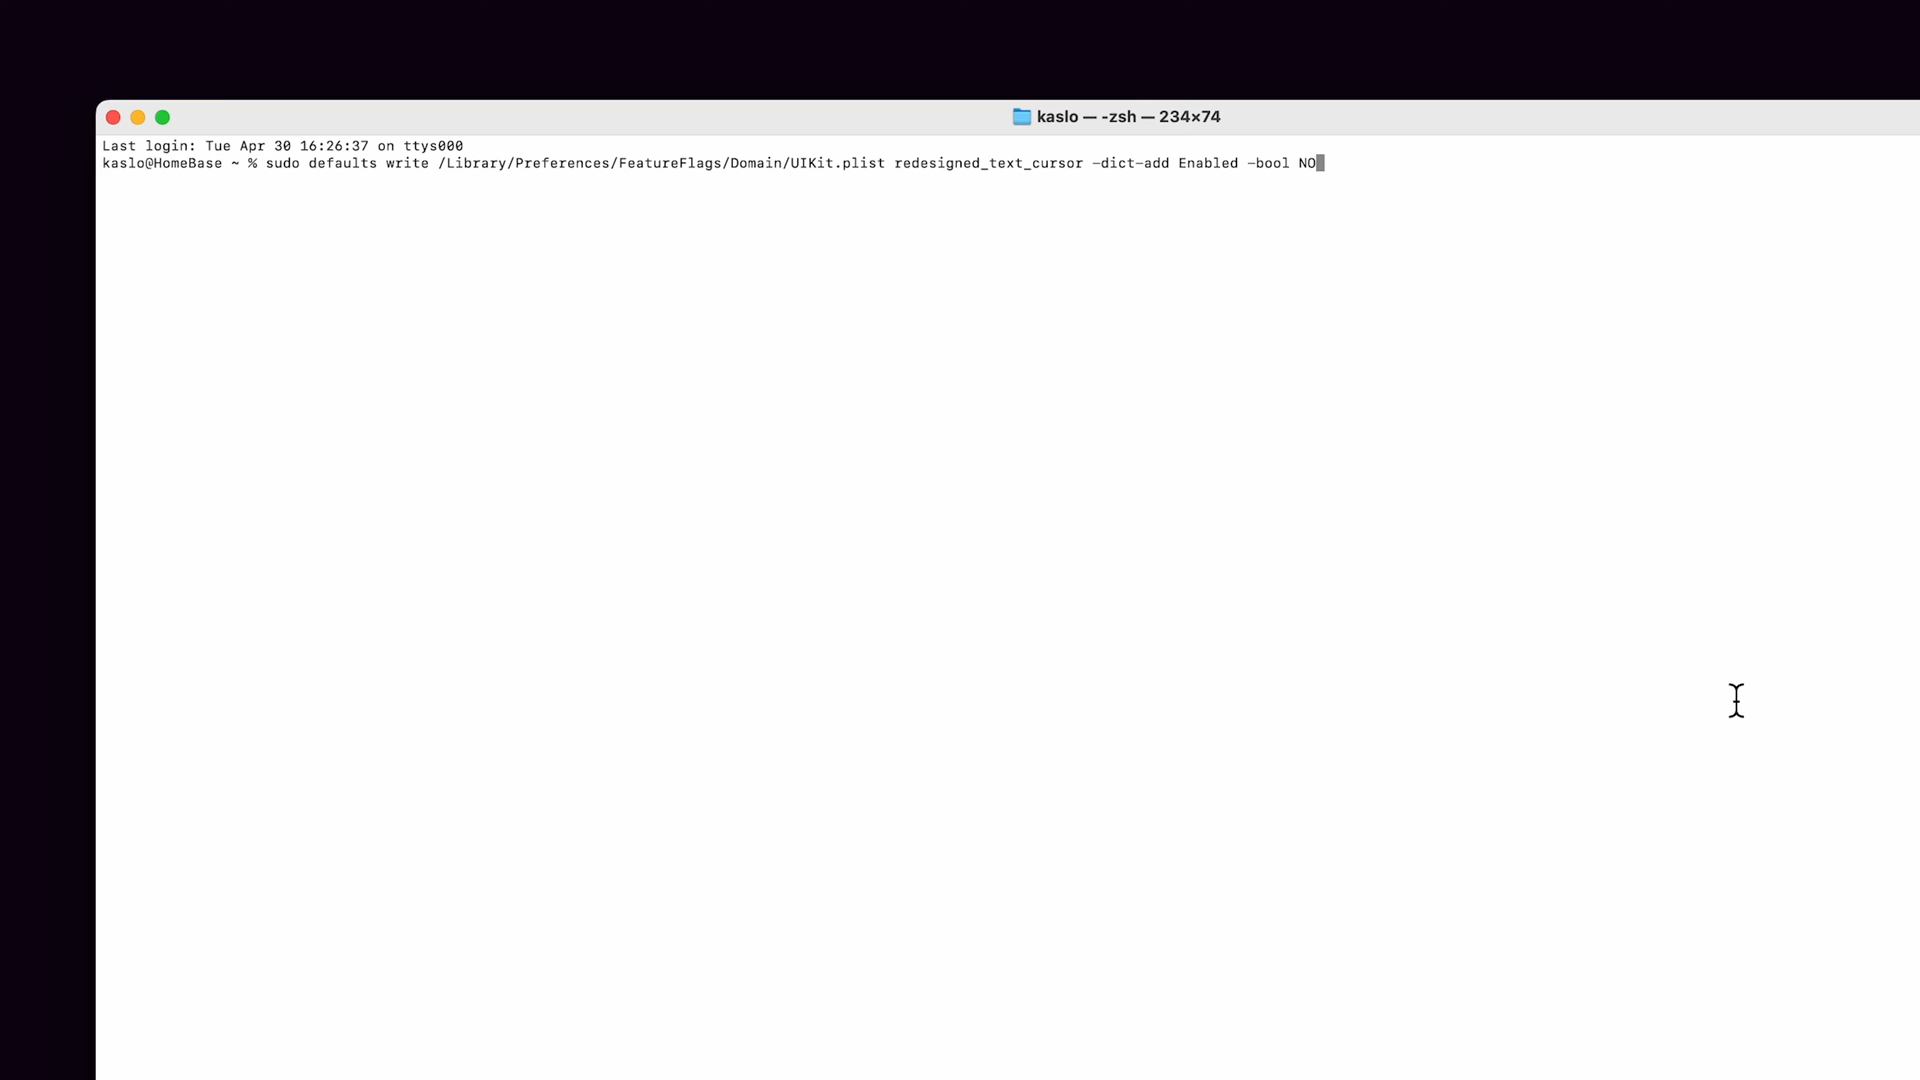 kaslo — -zsh — 234×74
Last login: Tue Apr 30 16:26:37 on ttys000
kaslo@HomeBase ~ % sudo defaults write /Library/Preferences/FeatureFlags/Domain/UIKit.plist redesigned_text_cursor -dict-add Enabled -bool NO